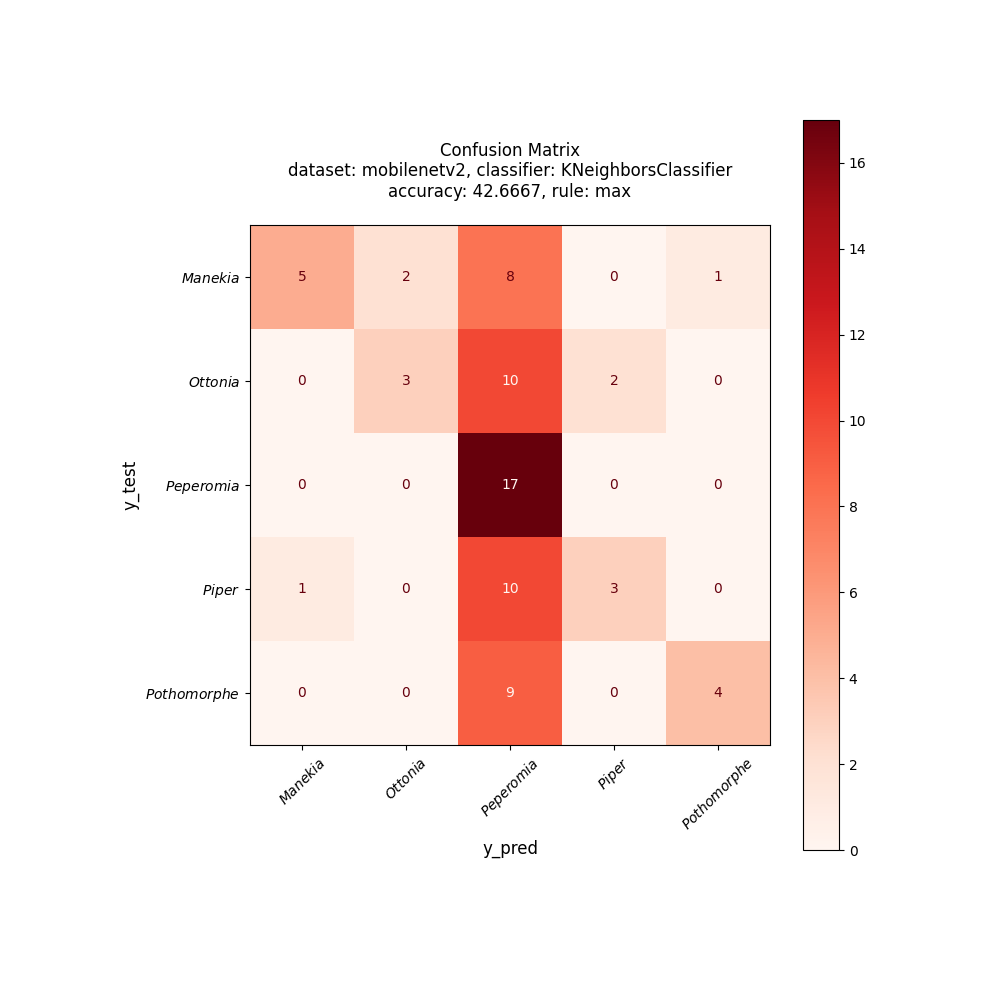 Confusion Matrix
dataset: mobilenetv2, classifier: KNeighborsClassifier
accuracy: 42.6667, rule: max
y_test
Manekia 5 2 8 0 1
Ottonia 0 3 10 2 0
Peperomia 0 0 17 0 0
Piper 1 0 10 3 0
Pothomorphe 0 0 9 0 4
Manekia Ottonia Peperomia Piper Pothomorphe
y_pred
16
14
12
10
8
6
4
2
0